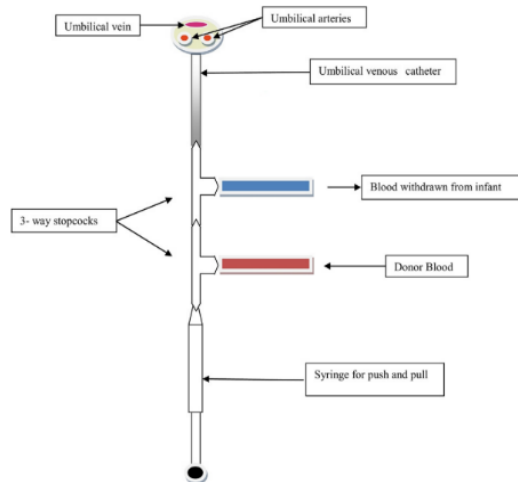 Umbilical vein
Umbilical arteries
Umbilical venous catheter
Blood withdrawn from infant
3- way stopcocks
Donor Blood
Syringe for push and pull